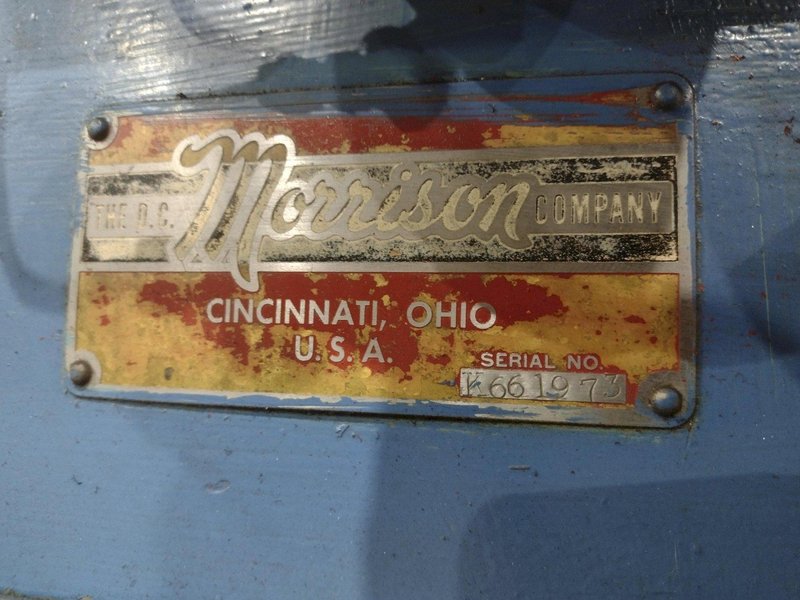 THE D.C. Morrison COMPANY
CINCINNATI, OHIO
U.S.A.
SERIAL NO.
K661973